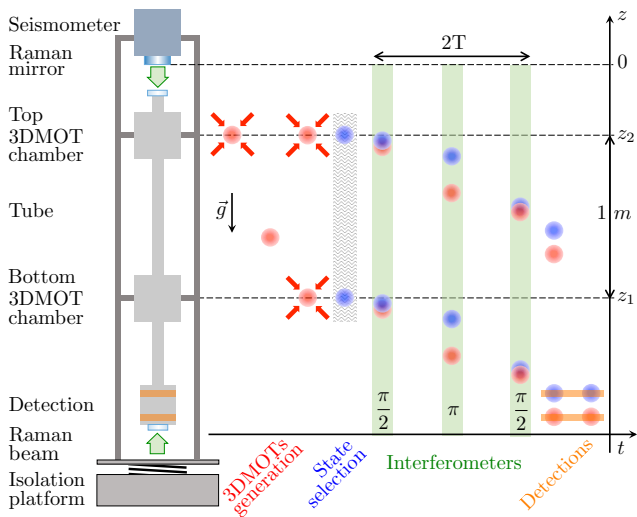 Seismometer
Raman
mirror
Top
3DMOT
chamber
Tube
Bottom
3DMOT
chamber
Detection
Raman
beam
Isolation
platform
2T
z
0
z₂
1 m
z₁
t
g⃗
π/2
π
π/2
3DMOTs
generation
State
selection
Interferometers
Detections